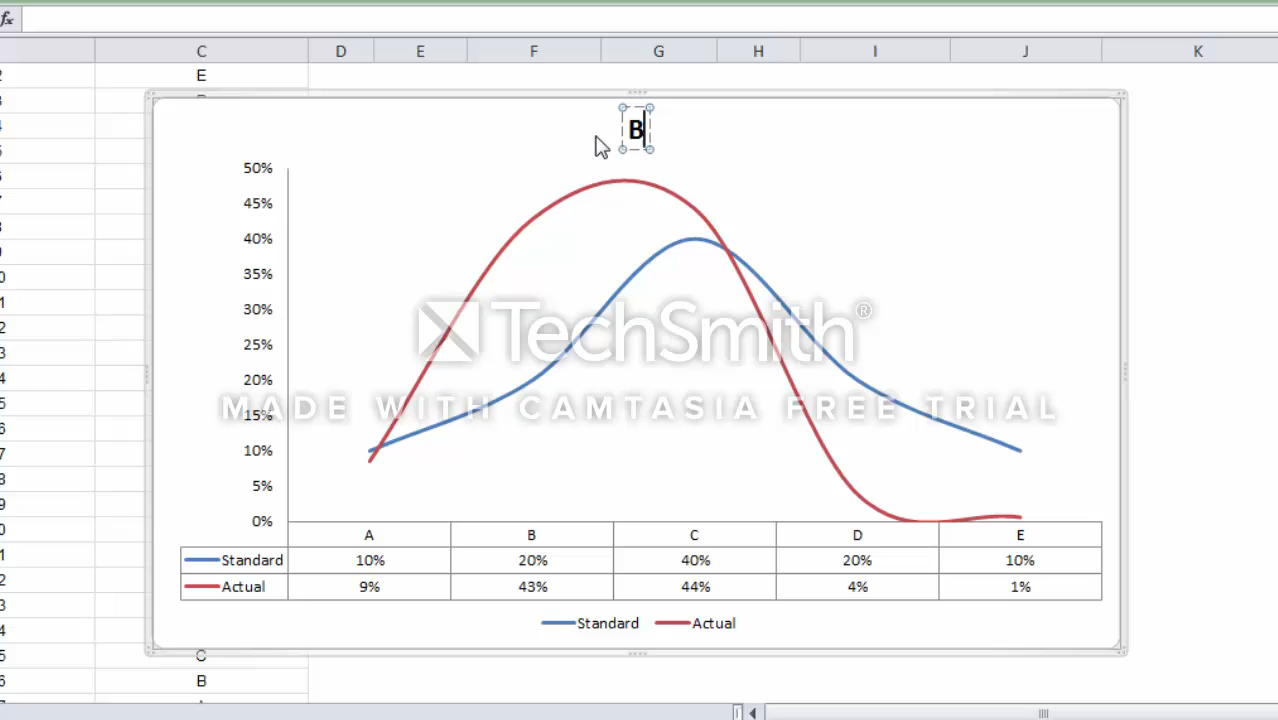 fx
C D E F G H I J K
E
B
50%
45%
40%
35%
30%
25%
20%
15%
10%
5%
0%
TechSmith®
MADE WITH CAMTASIA FREE TRIAL
A B C D E
Standard 10% 20% 40% 20% 10%
Actual 9% 43% 44% 4% 1%
Standard Actual
C
B